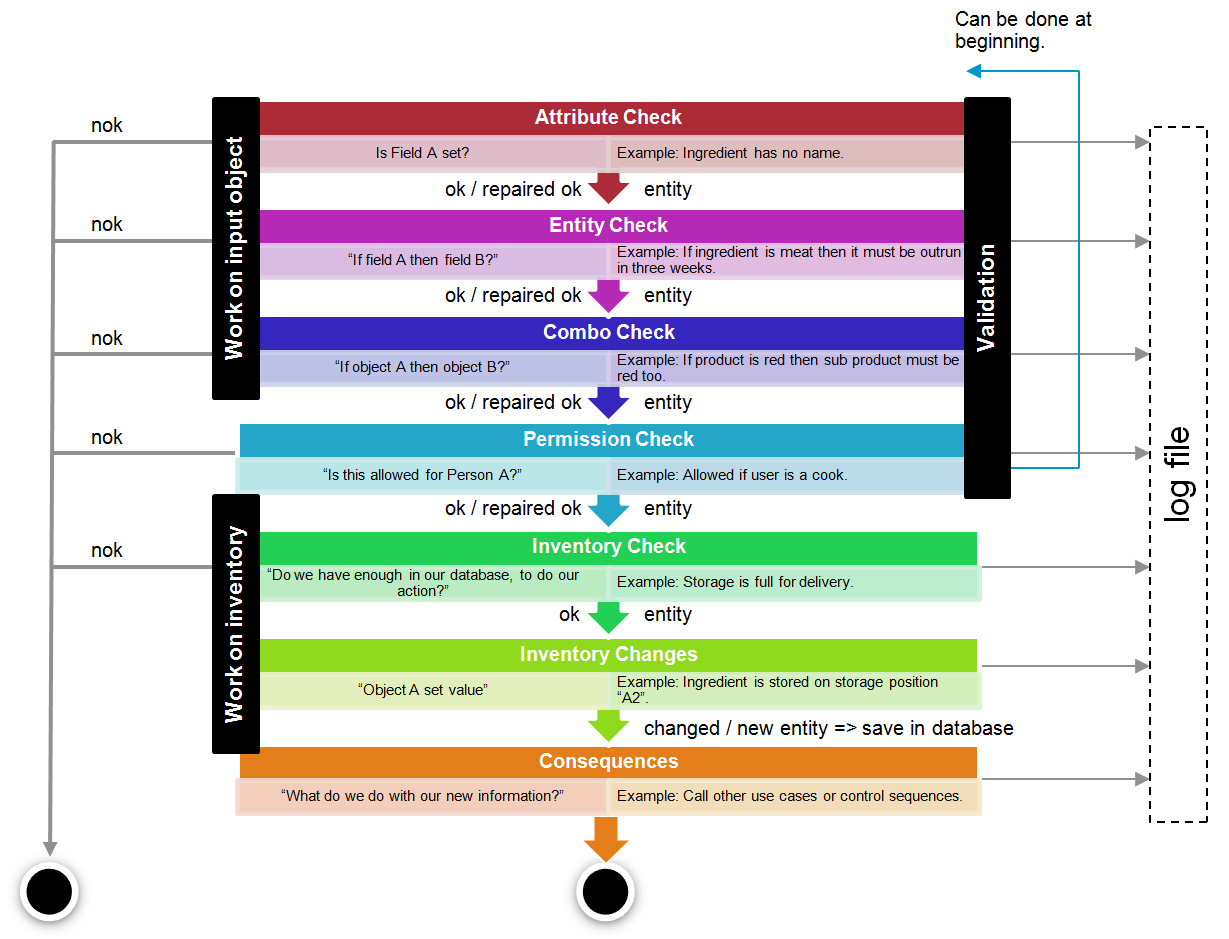 Can be done at
beginning.
Work on input object
Validation
log file
nok
Attribute Check
Is Field A set?
Example: Ingredient has no name.
ok / repaired ok
entity
nok
Entity Check
“If field A then field B?”
Example: If ingredient is meat then it must be outrun
in three weeks.
ok / repaired ok
entity
nok
Combo Check
“If object A then object B?”
Example: If product is red then sub product must be
red too.
ok / repaired ok
entity
nok
Permission Check
“Is this allowed for Person A?”
Example: Allowed if user is a cook.
ok / repaired ok
entity
Work on inventory
nok
Inventory Check
“Do we have enough in our database, to do our
action?”
Example: Storage is full for delivery.
ok
entity
Inventory Changes
“Object A set value”
Example: Ingredient is stored on storage position
“A2”.
changed / new entity => save in database
Consequences
“What do we do with our new information?”
Example: Call other use cases or control sequences.